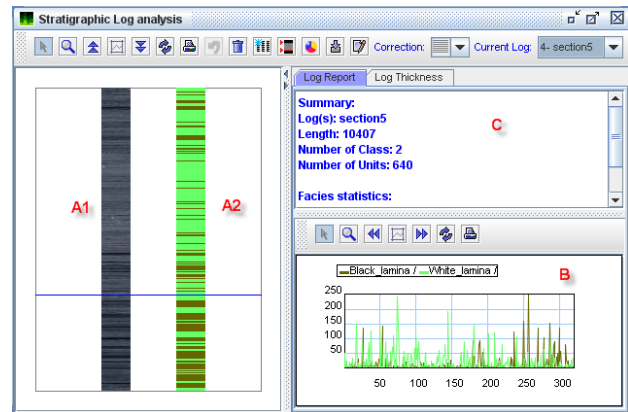 Stratigraphic Log analysis
Correction: Current Log: 4- section5
Log Report Log Thickness
Summary:
Log(s): section5
Length: 10407
Number of Class: 2
Number of Units: 640
Facies statistics:
C
A1 A2
B
Black_lamina / White_lamina /
250
200
150
100
50
50 100 150 200 250 300